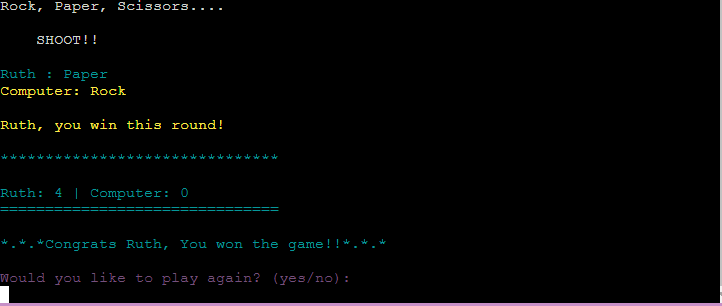 Rock, Paper, Scissors....
SHOOT!!
Ruth : Paper
Computer: Rock
Ruth, you win this round!
*******************************
Ruth: 4 | Computer: 0
===============================
*.*.*Congrats Ruth, You won the game!!*.*.*
Would you like to play again? (yes/no):